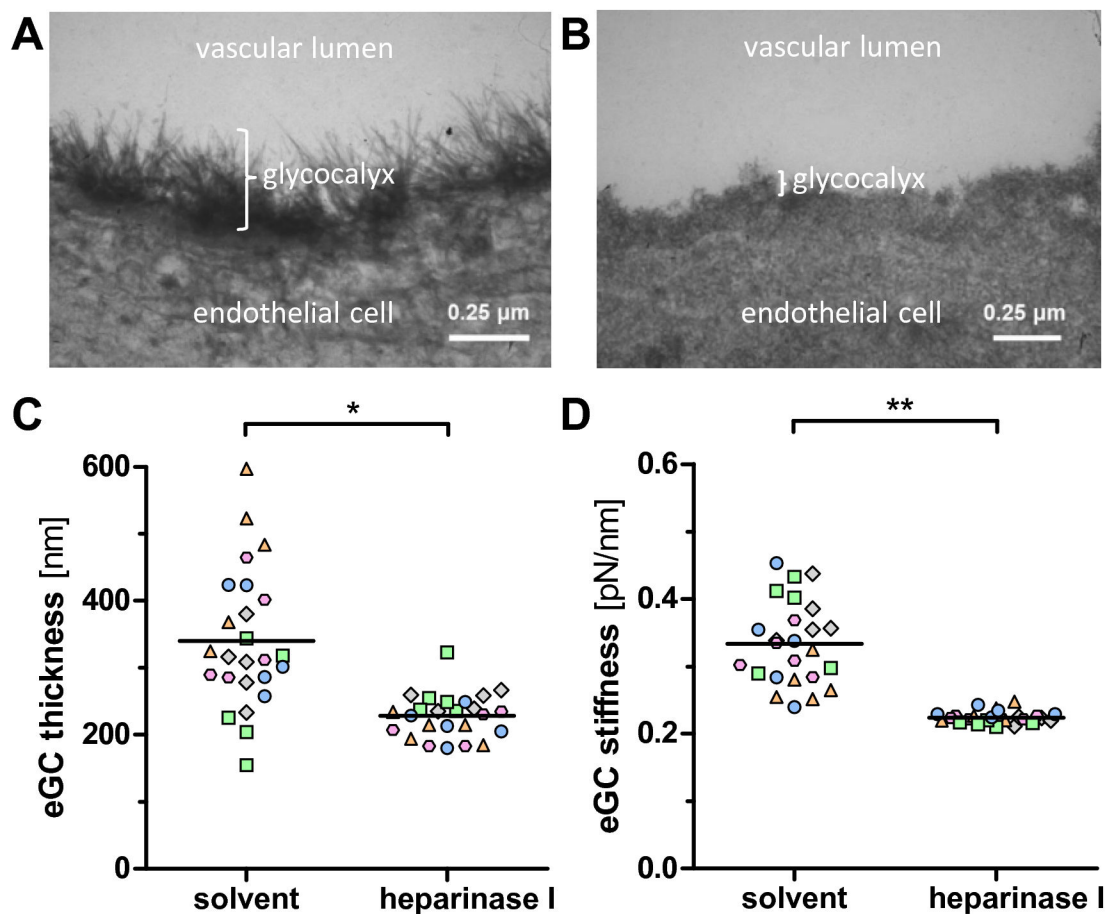 A
vascular lumen
glycocalyx
endothelial cell
0.25 µm
B
vascular lumen
glycocalyx
endothelial cell
0.25 µm
C
*
eGC thickness [nm]
600
400
200
0
solvent
heparinase I
D
**
eGC stiffness [pN/nm]
0.6
0.4
0.2
0.0
solvent
heparinase I